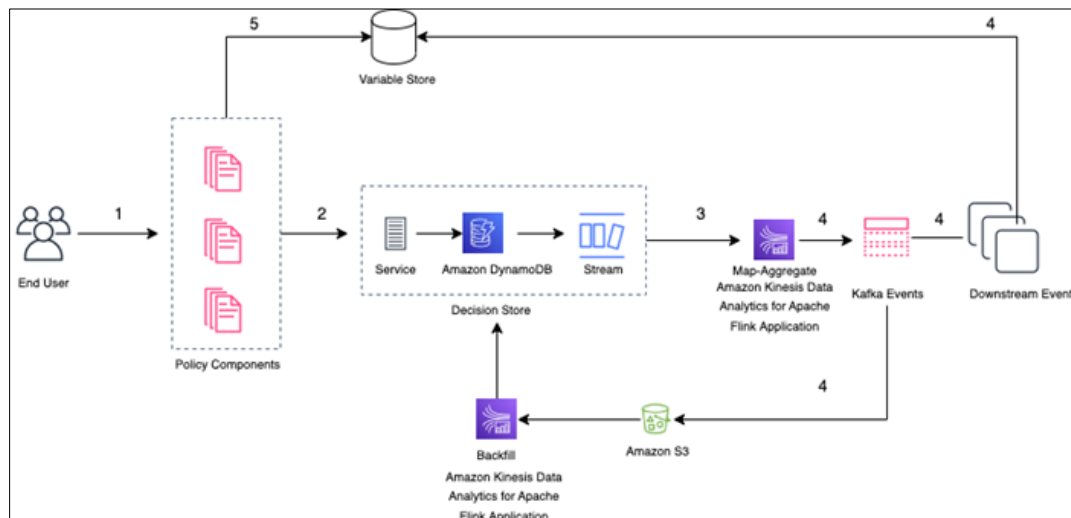 5
4
Variable Store
1
2
3
4
4
Service
Amazon DynamoDB
Stream
End User
Map-Aggregate
Amazon Kinesis Data
Analytics for Apache
Flink Application
Kafka Events
Downstream Event
Decision Store
Policy Components
4
Backfill
Amazon Kinesis Data
Analytics for Apache
Flink Application
Amazon S3